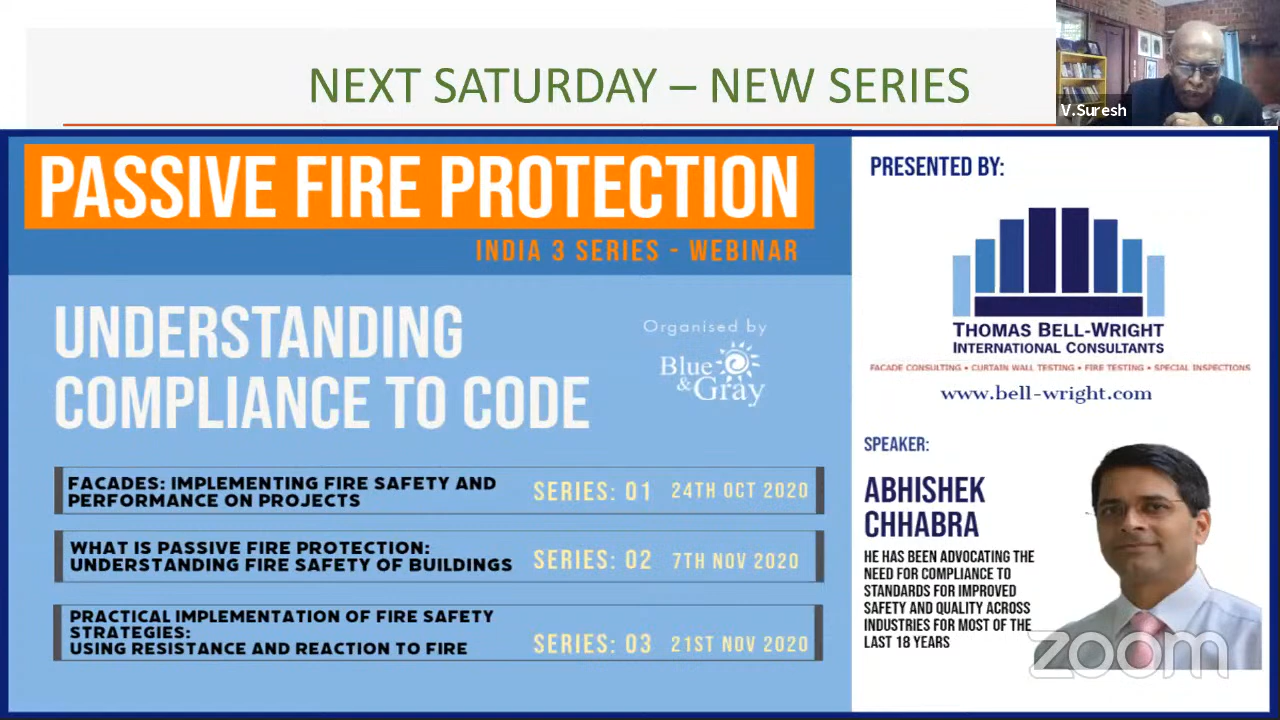 NEXT SATURDAY – NEW SERIES
V.Suresh
PASSIVE FIRE PROTECTION
INDIA 3 SERIES - WEBINAR
UNDERSTANDING
COMPLIANCE TO CODE
Organised by
Blue
& Gray
FACADES: IMPLEMENTING FIRE SAFETY AND
PERFORMANCE ON PROJECTS
SERIES: 01 24TH OCT 2020
WHAT IS PASSIVE FIRE PROTECTION:
UNDERSTANDING FIRE SAFETY OF BUILDINGS
SERIES: 02 7TH NOV 2020
PRACTICAL IMPLEMENTATION OF FIRE SAFETY
STRATEGIES:
USING RESISTANCE AND REACTION TO FIRE
SERIES: 03 21ST NOV 2020
PRESENTED BY:
THOMAS BELL-WRIGHT
INTERNATIONAL CONSULTANTS
FACADE CONSULTING • CURTAIN WALL TESTING • FIRE TESTING • SPECIAL INSPECTIONS
www.bell-wright.com
SPEAKER:
ABHISHEK
CHHABRA
HE HAS BEEN ADVOCATING THE
NEED FOR COMPLIANCE TO
STANDARDS FOR IMPROVED
SAFETY AND QUALITY ACROSS
INDUSTRIES FOR MOST OF THE
LAST 18 YEARS
zoom